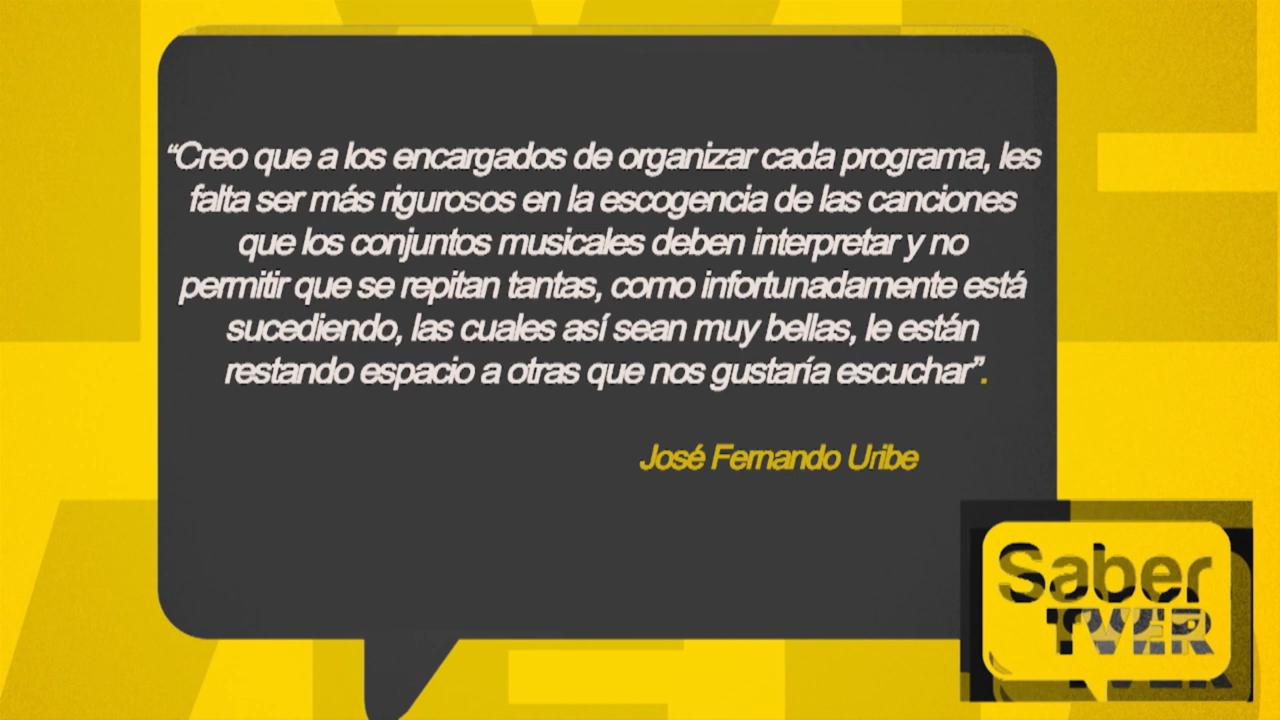 “Creo que a los encargados de organizar cada programa, les
falta ser más rigurosos en la escogencia de las canciones
que los conjuntos musicales deben interpretar y no
permitir que se repitan tantas, como infortunadamente está
sucediendo, las cuales así sean muy bellas, le están
restando espacio a otras que nos gustaría escuchar”.
José Fernando Uribe
Saber
TVER